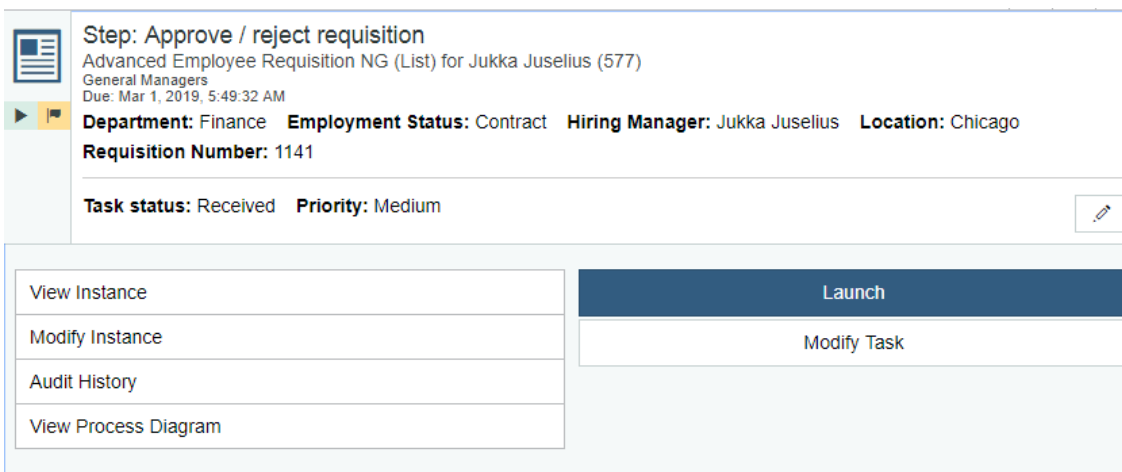 Step: Approve / reject requisition
Advanced Employee Requisition NG (List) for Jukka Juselius (577)
General Managers
Due: Mar 1, 2019, 5:49:32 AM
Department: Finance Employment Status: Contract Hiring Manager: Jukka Juselius Location: Chicago
Requisition Number: 1141
Task status: Received Priority: Medium
View Instance
Modify Instance
Audit History
View Process Diagram
Launch
Modify Task